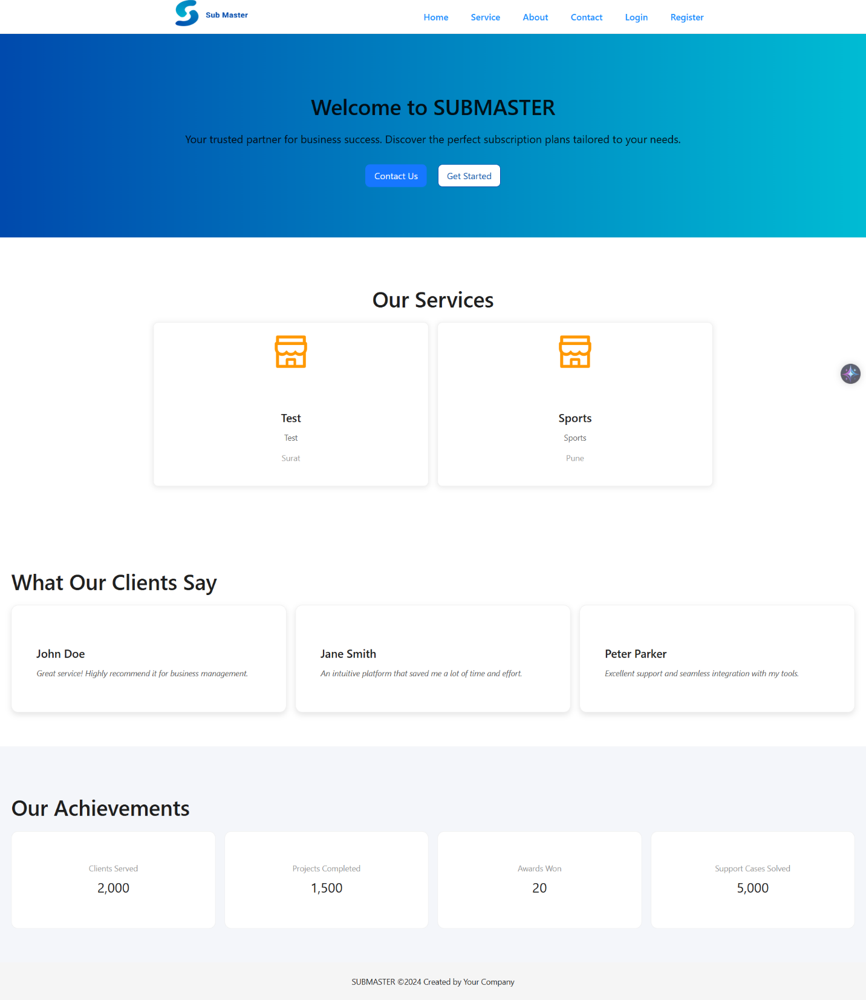 Sub Master
Home Service About Contact Login Register
Welcome to SUBMASTER
Your trusted partner for business success. Discover the perfect subscription plans tailored to your needs.
Contact Us Get Started
Our Services
Test
Test
Surat
Sports
Sports
Pune
What Our Clients Say
John Doe
Great service! Highly recommend it for business management.
Jane Smith
An intuitive platform that saved me a lot of time and effort.
Peter Parker
Excellent support and seamless integration with my tools.
Our Achievements
Clients Served
2,000
Projects Completed
1,500
Awards Won
20
Support Cases Solved
5,000
SUBMASTER ©2024 Created by Your Company